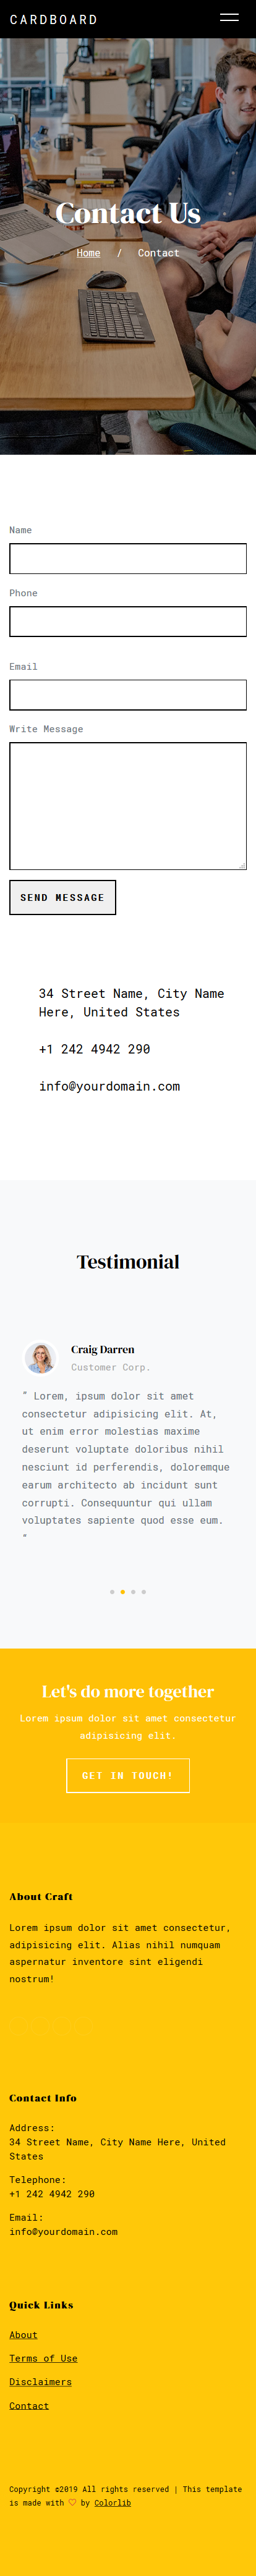 CARDBOARD
Contact Us
Home / Contact
Name
Phone
Email
Write Message
SEND MESSAGE
34 Street Name, City Name
Here, United States
+1 242 4942 290
info@yourdomain.com
Testimonial
Craig Darren
Customer Corp.
“ Lorem, ipsum dolor sit amet
consectetur adipisicing elit. At,
ut enim error molestias maxime
deserunt voluptate doloribus nihil
nesciunt id perferendis, doloremque
earum architecto ab incidunt sunt
corrupti. Consequuntur qui ullam
voluptates sapiente quod esse eum.
”
Let's do more together
Lorem ipsum dolor sit amet consectetur
adipisicing elit.
GET IN TOUCH!
About Craft
Lorem ipsum dolor sit amet consectetur,
adipisicing elit. Alias nihil numquam
aspernatur inventore sint eligendi
nostrum!
Contact Info
Address:
34 Street Name, City Name Here, United
States
Telephone:
+1 242 4942 290
Email:
info@yourdomain.com
Quick Links
About
Terms of Use
Disclaimers
Contact
Copyright ©2019 All rights reserved | This template
is made with ♡ by Colorlib